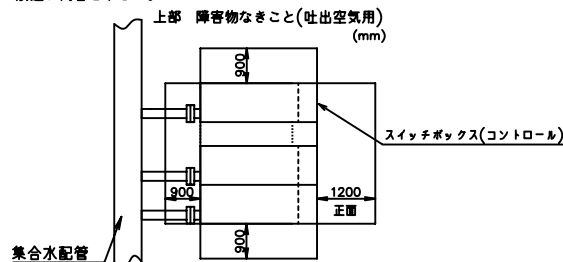 上部 障害物なきこと(吐出空気用)
(mm)
900
スイッチボックス(コントロール)
900
1200
正面
900
集合水配管